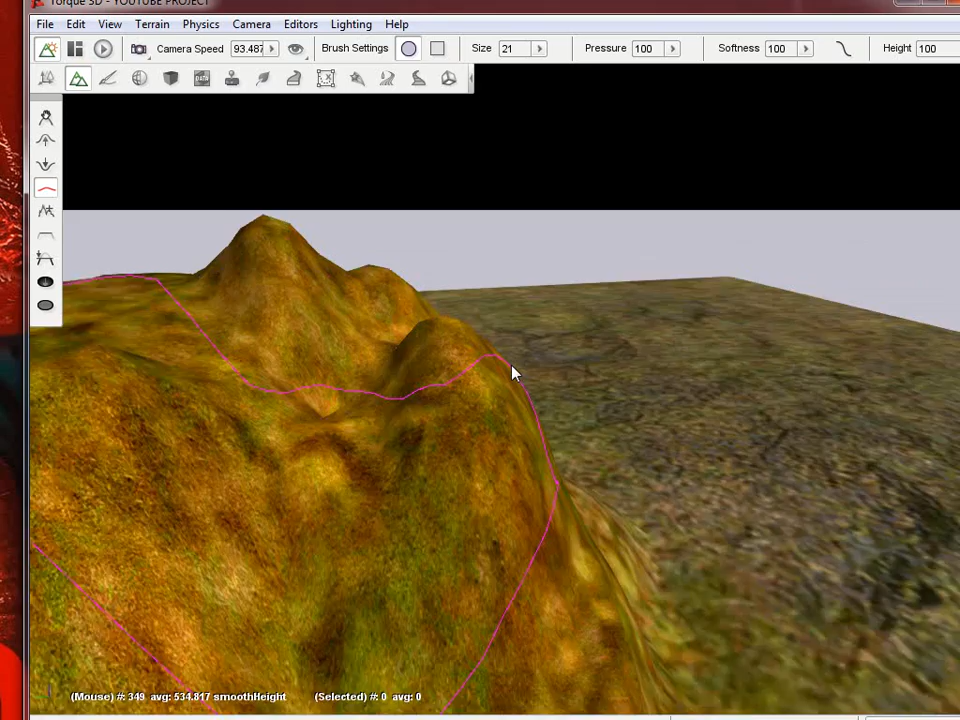 Torque 3D - YOUTUBE PROJECT
File Edit View Terrain Physics Camera Editors Lighting Help
Camera Speed 93.487 Brush Settings Size 21 Pressure 100 Softness 100 Height 100
DATA
(Mouse) #: 349 avg: 534.817 smoothHeight (Selected) #: 0 avg: 0